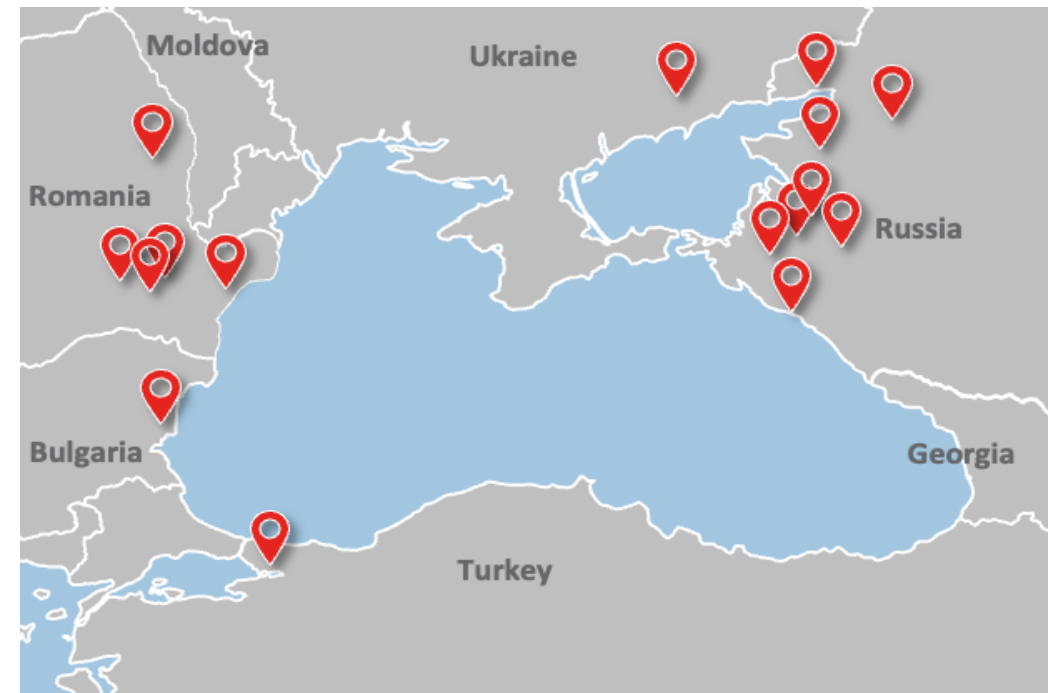 Moldova
Ukraine
Romania
Russia
Bulgaria
Georgia
Turkey